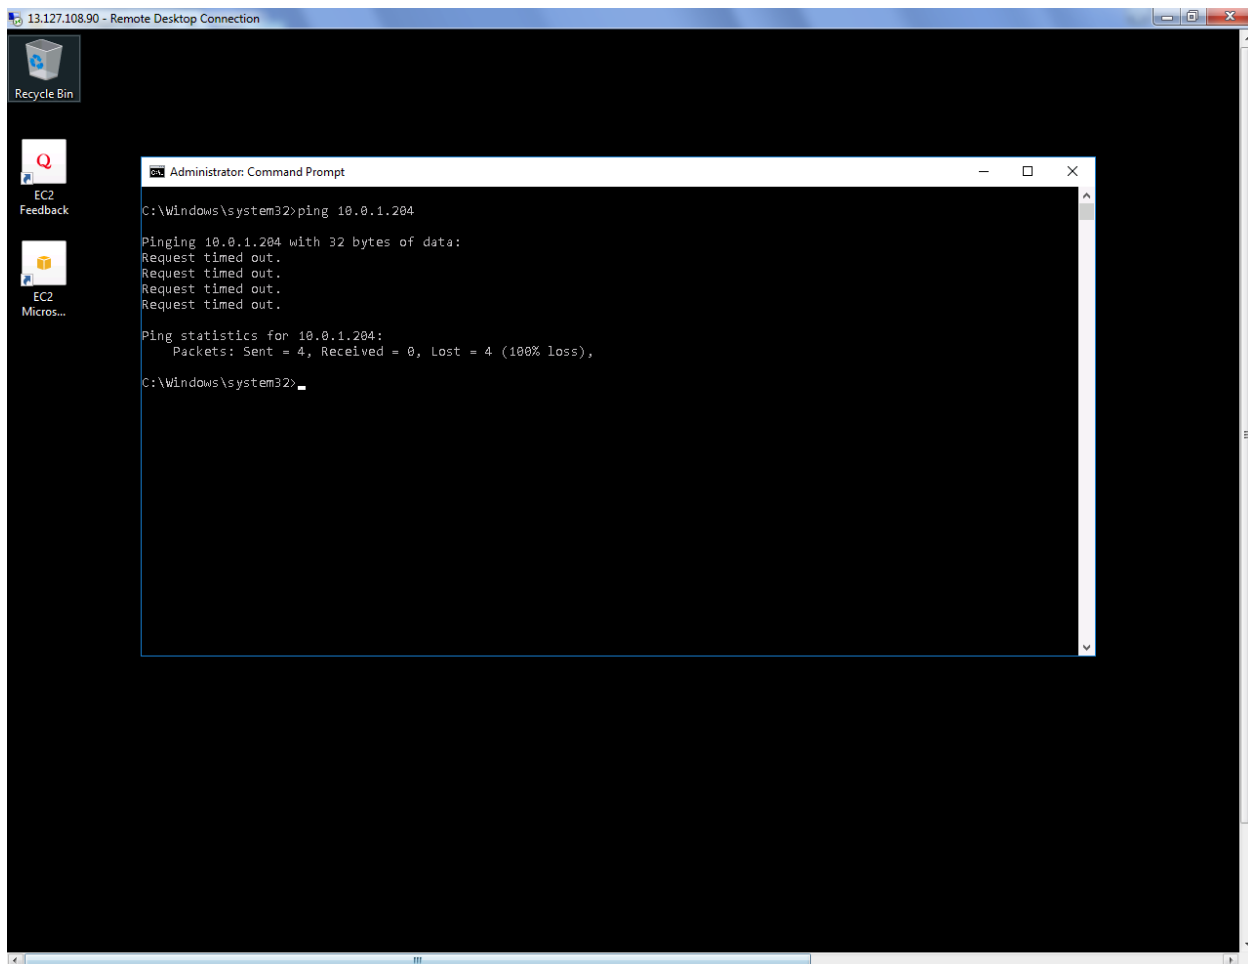 13.127.108.90 - Remote Desktop Connection
Recycle Bin
Q
EC2
Feedback
EC2
Micros...
Administrator: Command Prompt
C:\Windows\system32>ping 10.0.1.204
Pinging 10.0.1.204 with 32 bytes of data:
Request timed out.
Request timed out.
Request timed out.
Request timed out.
Ping statistics for 10.0.1.204:
Packets: Sent = 4, Received = 0, Lost = 4 (100% loss),
C:\Windows\system32>